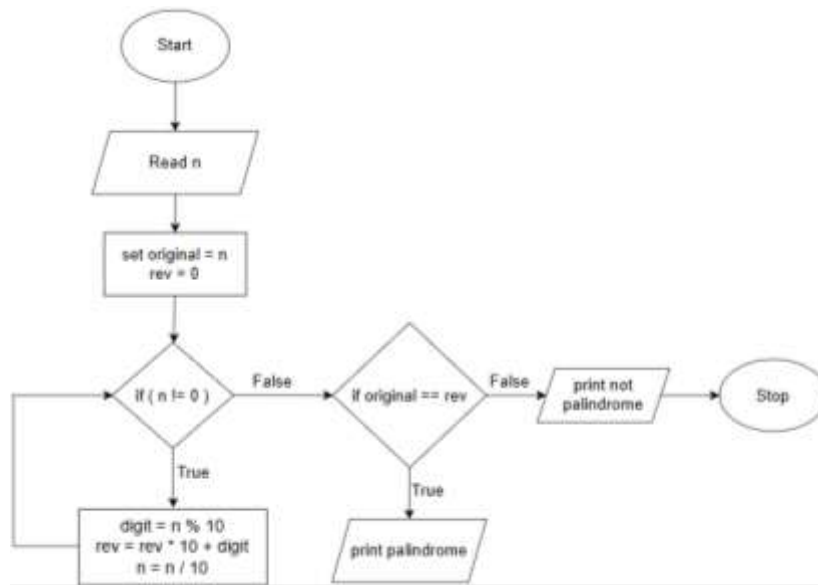 Start
Read n
set original = n
rev = 0
if ( n != 0 )
False
if original == rev
False
print not
palindrome
Stop
True
True
digit = n % 10
rev = rev * 10 + digit
n = n / 10
print palindrome